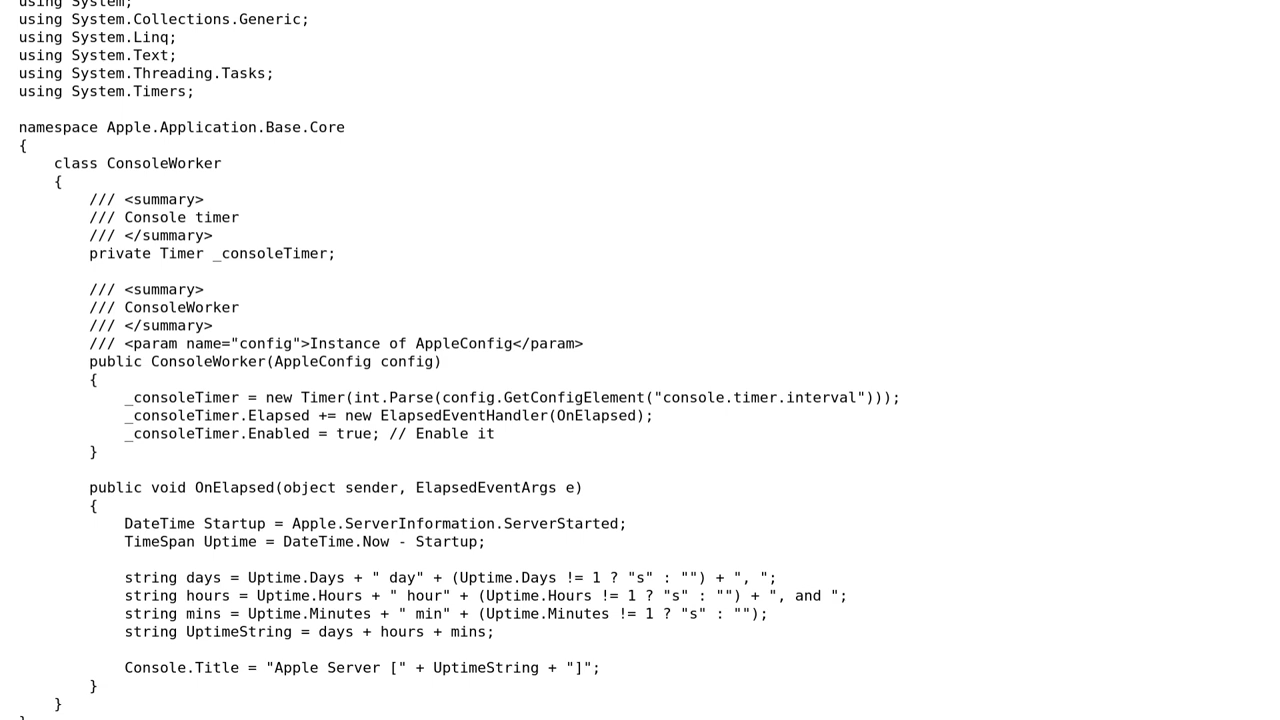 using System;
using System.Collections.Generic;
using System.Linq;
using System.Text;
using System.Threading.Tasks;
using System.Timers;

namespace Apple.Application.Base.Core
{
    class ConsoleWorker
    {
        /// <summary>
        /// Console timer
        /// </summary>
        private Timer _consoleTimer;

        /// <summary>
        /// ConsoleWorker
        /// </summary>
        /// <param name="config">Instance of AppleConfig</param>
        public ConsoleWorker(AppleConfig config)
        {
            _consoleTimer = new Timer(int.Parse(config.GetConfigElement("console.timer.interval")));
            _consoleTimer.Elapsed += new ElapsedEventHandler(OnElapsed);
            _consoleTimer.Enabled = true; // Enable it
        }

        public void OnElapsed(object sender, ElapsedEventArgs e)
        {
            DateTime Startup = Apple.ServerInformation.ServerStarted;
            TimeSpan Uptime = DateTime.Now - Startup;

            string days = Uptime.Days + " day" + (Uptime.Days != 1 ? "s" : "") + ", ";
            string hours = Uptime.Hours + " hour" + (Uptime.Hours != 1 ? "s" : "") + ", and ";
            string mins = Uptime.Minutes + " min" + (Uptime.Minutes != 1 ? "s" : "");
            string UptimeString = days + hours + mins;

            Console.Title = "Apple Server [" + UptimeString + "]";
        }
    }
}